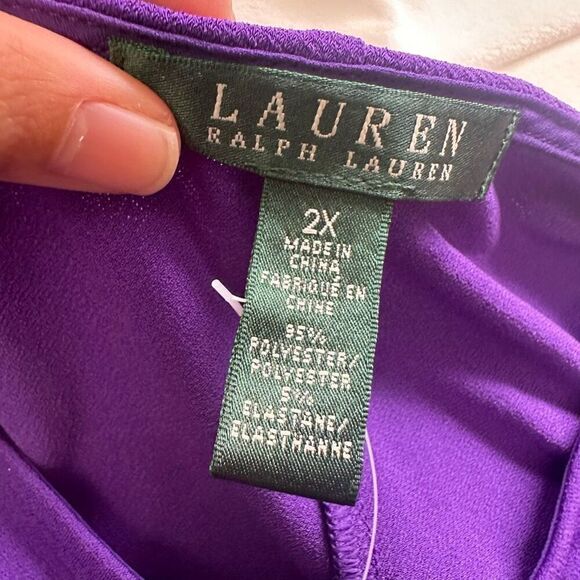 LAUREN
RALPH LAUREN
2X
MADE IN
CHINA
FABRIQUE EN
CHINE
95%
POLYESTER/
POLYESTER
5%
ELASTANE/
ELASTHANNE